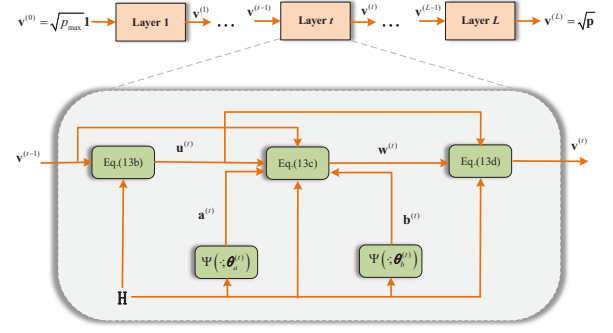 v^(0) = √p_max 1 Layer 1 v^(1) ... v^(t-1) Layer t v^(t) ... v^(L-1) Layer L v^(L) = √p
v^(t-1) Eq.(13b) u^(t) Eq.(13c) w^(t) Eq.(13d) v^(t)
a^(t) b^(t)
Ψ(·;θ_a^(t)) Ψ(·;θ_b^(t))
H